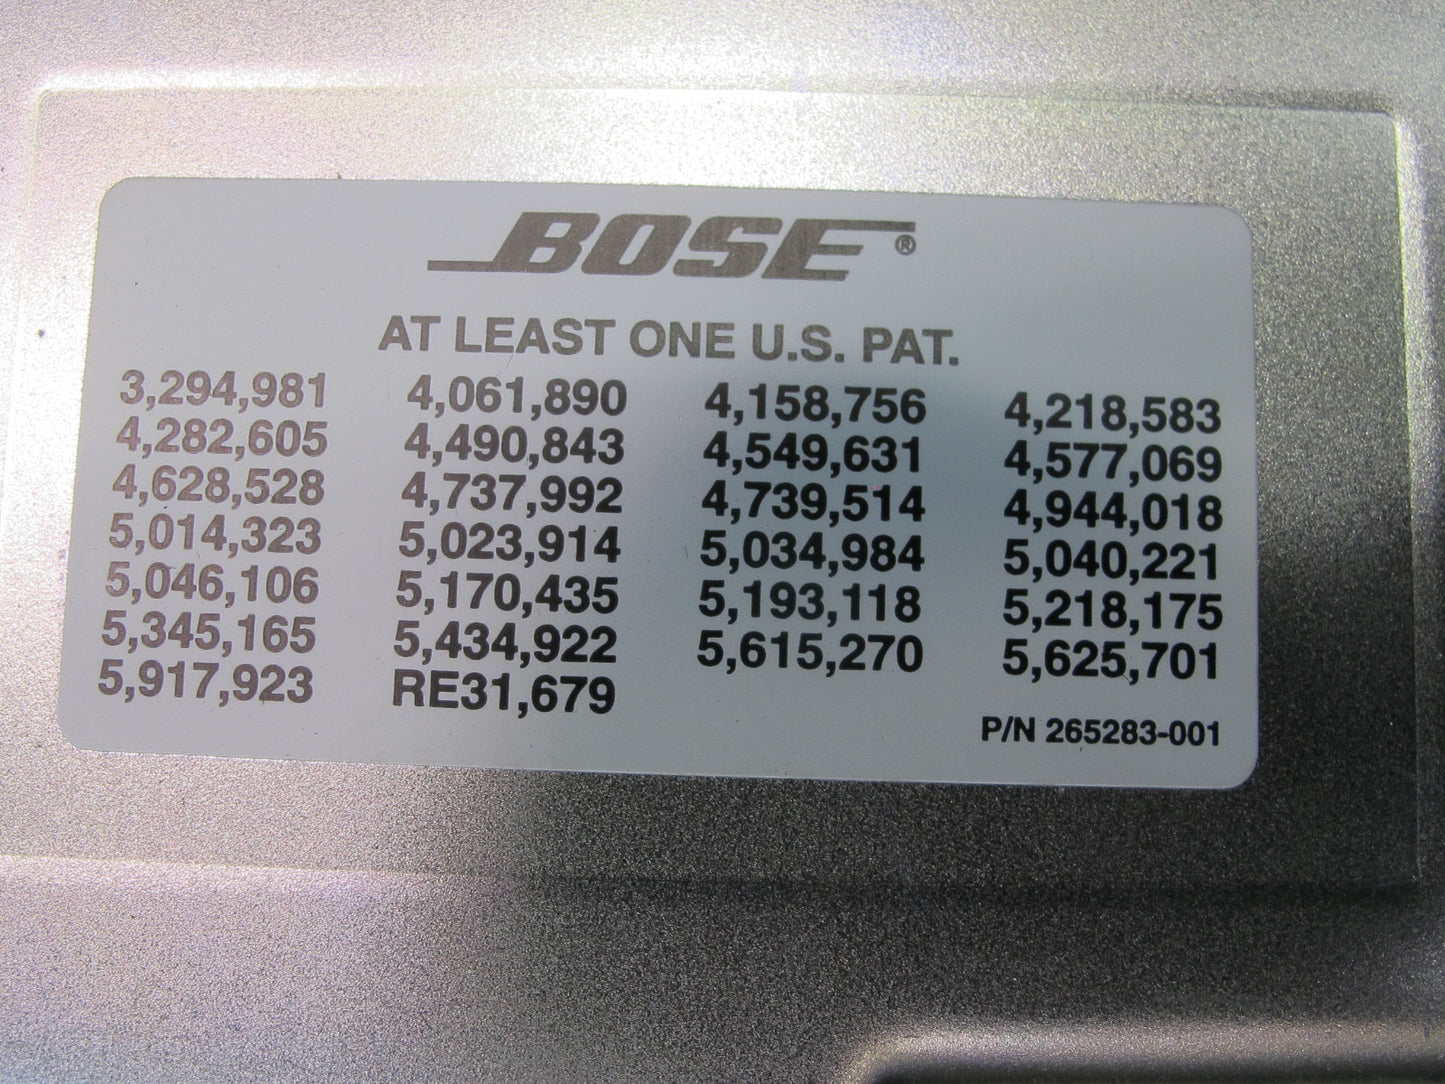 BOSE®
AT LEAST ONE U.S. PAT.
3,294,981 4,061,890 4,158,756 4,218,583
4,282,605 4,490,843 4,549,631 4,577,069
4,628,528 4,737,992 4,739,514 4,944,018
5,014,323 5,023,914 5,034,984 5,040,221
5,046,106 5,170,435 5,193,118 5,218,175
5,345,165 5,434,922 5,615,270 5,625,701
5,917,923 RE31,679
P/N 265283-001